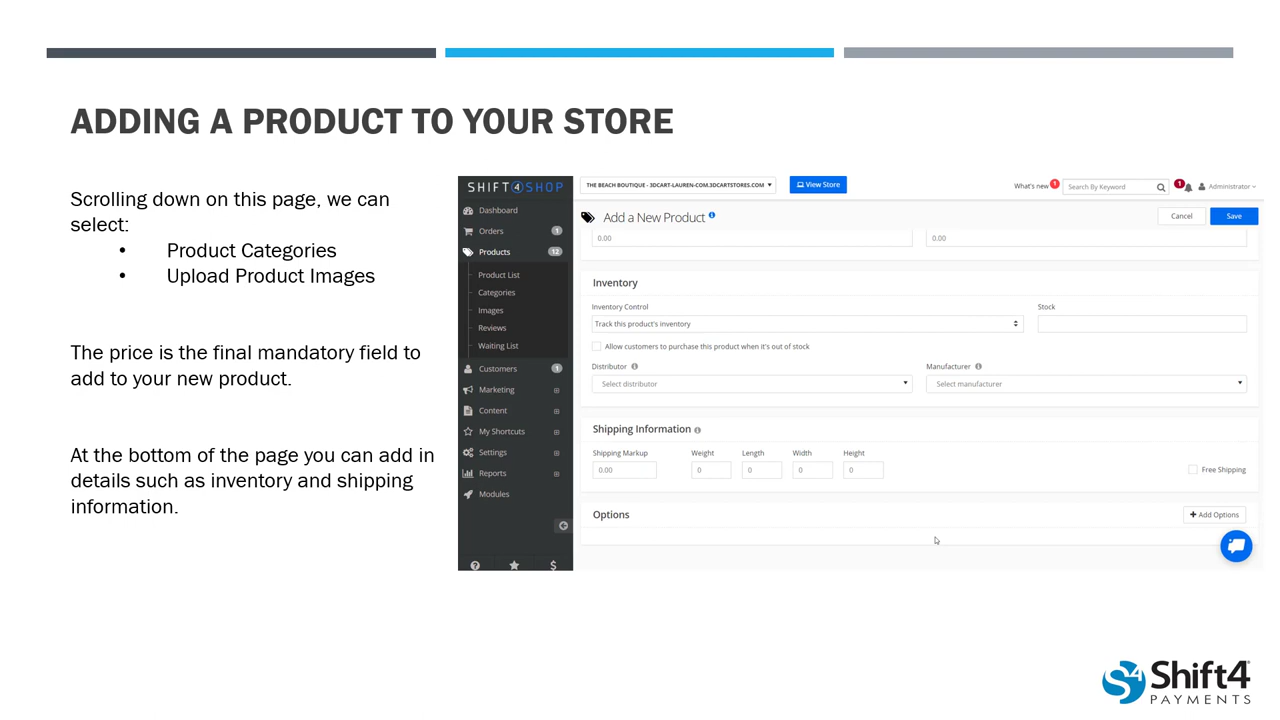 ADDING A PRODUCT TO YOUR STORE
Scrolling down on this page, we can
select:
• Product Categories
• Upload Product Images
The price is the final mandatory field to
add to your new product.
At the bottom of the page you can add in
details such as inventory and shipping
information.
SHIFT4SHOP
THE BEACH BOUTIQUE - 3DCART-LAUREN-COM.3DCARTSTORES.COM
View Store
What's new 1
Search By Keyword
1
Administrator
Dashboard
Orders 1
Products 12
Product List
Categories
Images
Reviews
Waiting List
Customers 1
Marketing
Content
My Shortcuts
Settings
Reports
Modules
? $
Add a New Product
Cancel
Save
0.00 0.00
Inventory
Inventory Control Stock
Track this product's inventory
Allow customers to purchase this product when it's out of stock
Distributor Manufacturer
Select distributor Select manufacturer
Shipping Information
Shipping Markup Weight Length Width Height
0.00 0 0 0 0 Free Shipping
Options + Add Options
S4 Shift4
PAYMENTS